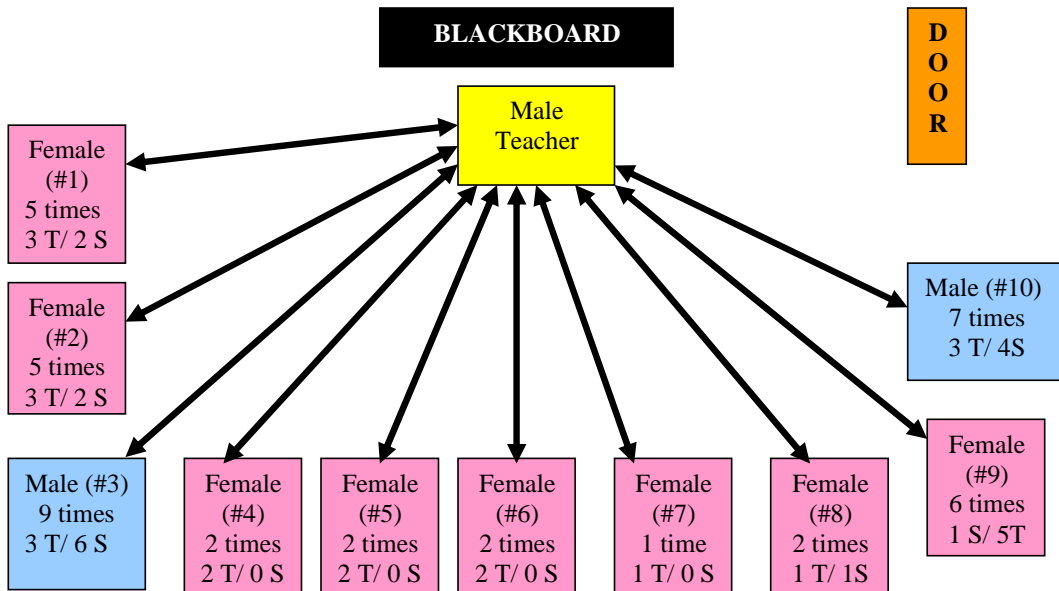 BLACKBOARD
D
O
O
R
Male
Teacher
Female
(#1)
5 times
3 T/ 2 S
Female
(#2)
5 times
3 T/ 2 S
Male (#3)
9 times
3 T/ 6 S
Female
(#4)
2 times
2 T/ 0 S
Female
(#5)
2 times
2 T/ 0 S
Female
(#6)
2 times
2 T/ 0 S
Female
(#7)
1 time
1 T/ 0 S
Female
(#8)
2 times
1 T/ 1S
Female
(#9)
6 times
1 S/ 5T
Male (#10)
7 times
3 T/ 4S